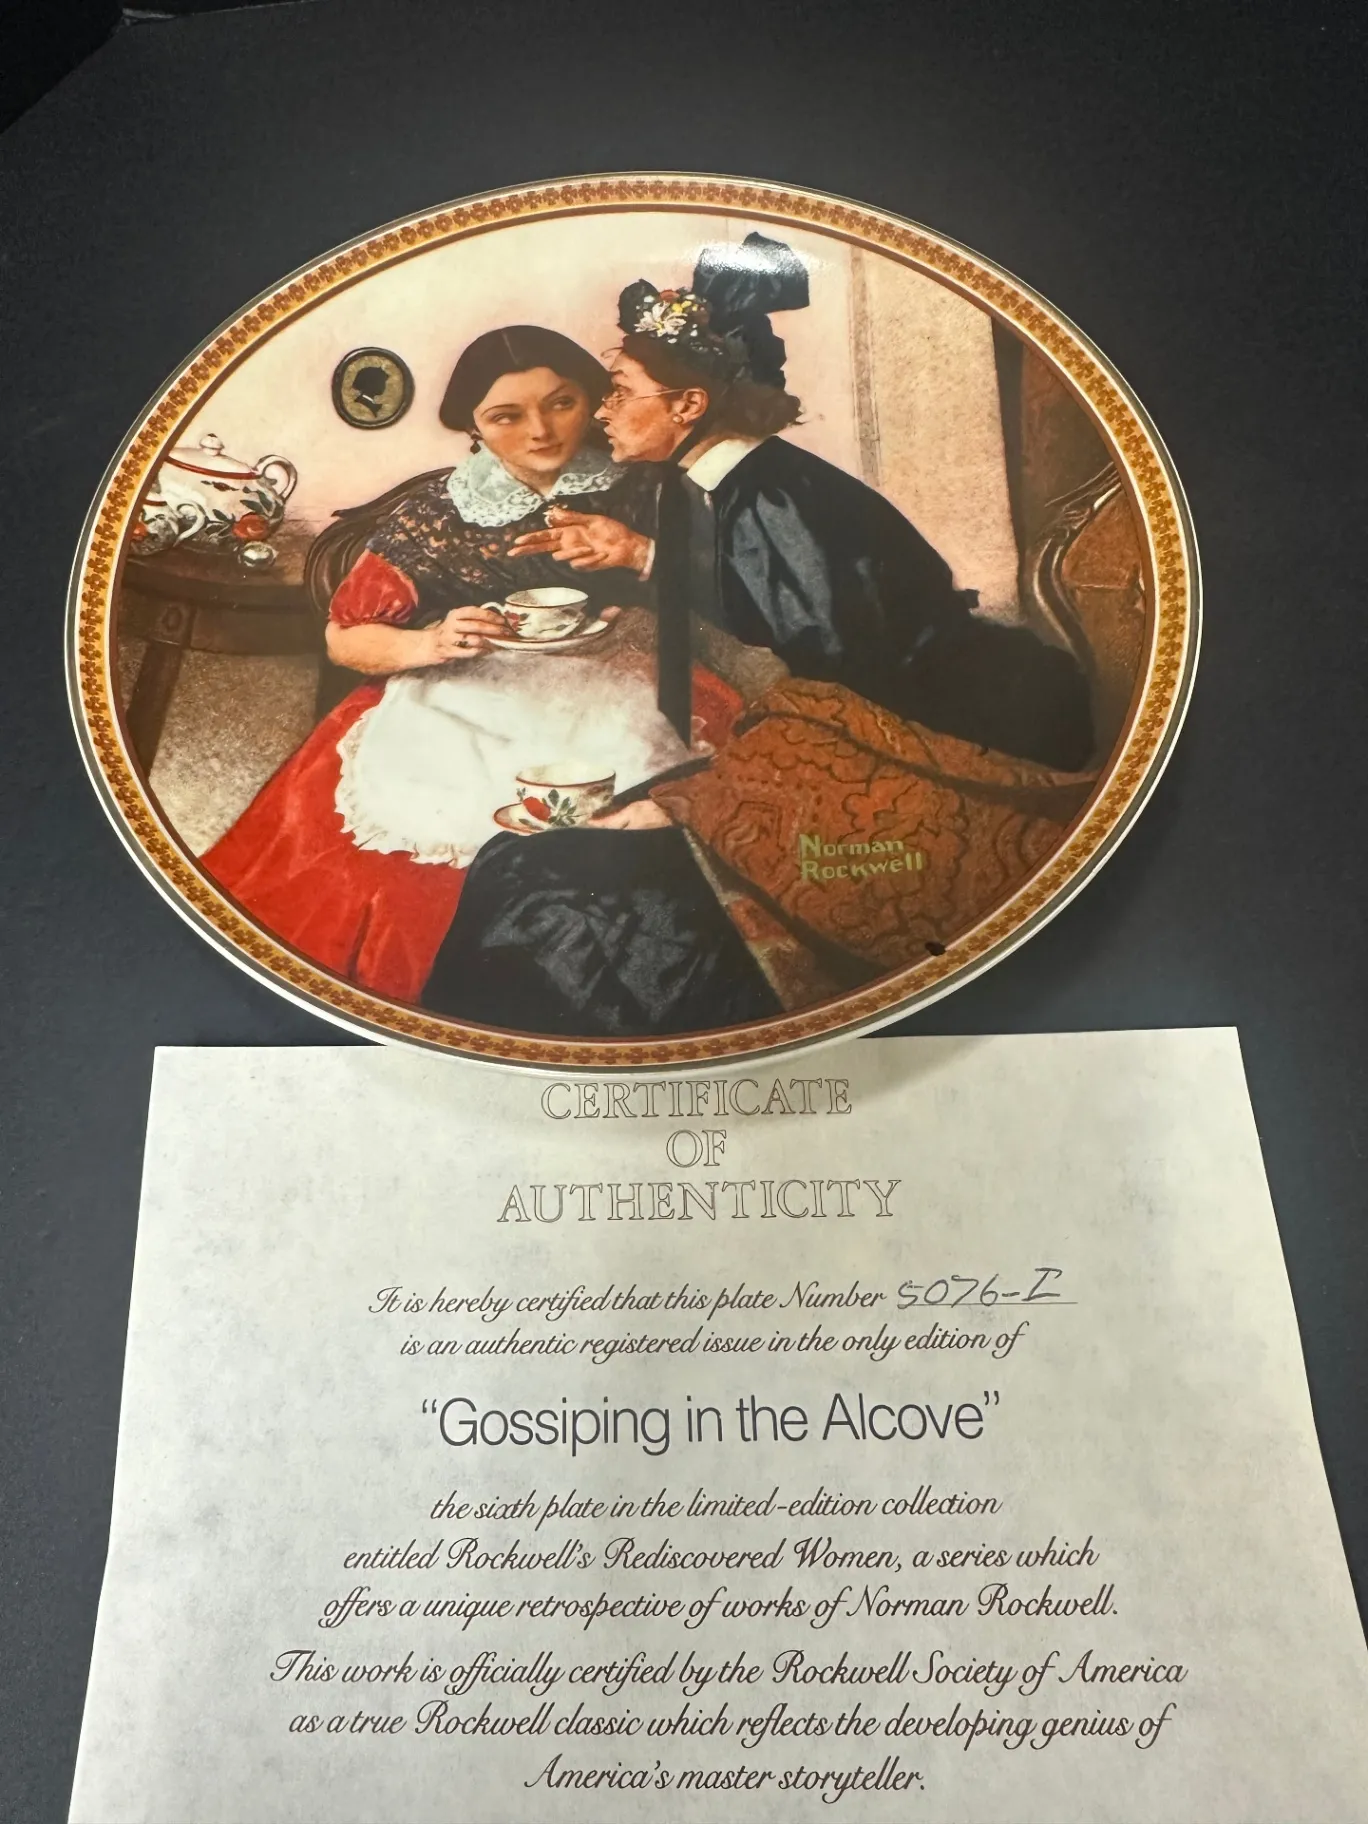 Norman
Rockwell
CERTIFICATE
OF
AUTHENTICITY
It is hereby certified that this plate Number 5076-I
is an authentic registered issue in the only edition of
“Gossiping in the Alcove”
the sixth plate in the limited-edition collection
entitled Rockwell's Rediscovered Women, a series which
offers a unique retrospective of works of Norman Rockwell.
This work is officially certified by the Rockwell Society of America
as a true Rockwell classic which reflects the developing genius of
America's master storyteller.